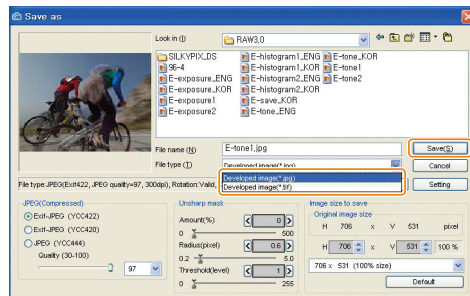 Save as
Look in (I)
RAW3.0
SILKYPIX_DS
96-4
E-exposure_ENG
E-exposure_KOR
E-exposure1
E-exposure2
E-histogram1_ENG
E-histogram1_KOR
E-histogram2_ENG
E-histogram2_KOR
E-save_KOR
E-tone_ENG
E-tone_KOR
E-tone1
E-tone2
File name (N)
E-tone1.jpg
Save(S)
File type (T)
Developed image(*.jpg)
Cancel
Developed image(*.jpg)
Developed image(*.tif)
File type:JPEG(Exif422, JPEG quality=97, 300dpi), Rotation:Valid,
Setting
JPEG(Compressed)
Exif-JPEG (YCC422)
Exif-JPEG (YCC420)
JPEG (YCC444)
Quality (30-100)
97
Unsharp mask
Amount(%)
0
0
500
Radius(pixel)
0.6
0.2
5.0
Threshold(level)
1
0
255
Image size to save
Original image size
H 706 x V 531 pixel
H 706 x V 531 100 %
706 x 531 (100% size)
Default